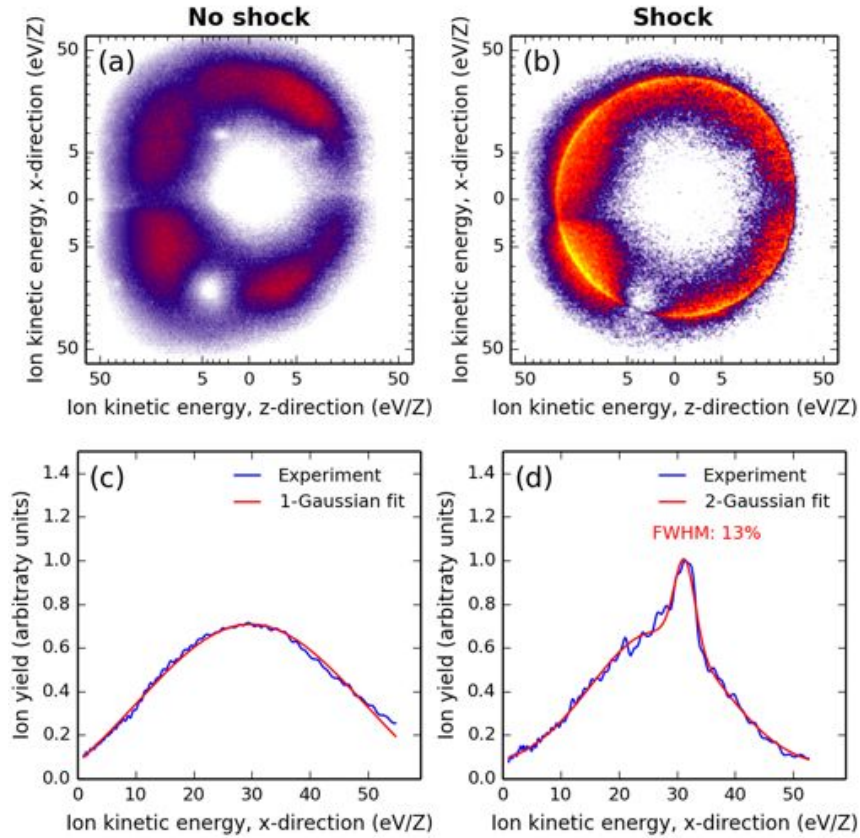 No shock
Shock
(a)
(b)
Ion kinetic energy, x-direction (eV/Z)
50
5
0
5
50
Ion kinetic energy, x-direction (eV/Z)
50
5
0
5
50
50
5
0
5
50
Ion kinetic energy, z-direction (eV/Z)
50
5
0
5
50
Ion kinetic energy, z-direction (eV/Z)
(c)
Experiment
1-Gaussian fit
Ion yield (arbitraty units)
1.4
1.2
1.0
0.8
0.6
0.4
0.2
0.0
0
10
20
30
40
50
Ion kinetic energy, x-direction (eV/Z)
(d)
Experiment
2-Gaussian fit
FWHM: 13%
Ion yield (arbitraty units)
1.4
1.2
1.0
0.8
0.6
0.4
0.2
0.0
0
10
20
30
40
50
Ion kinetic energy, x-direction (eV/Z)